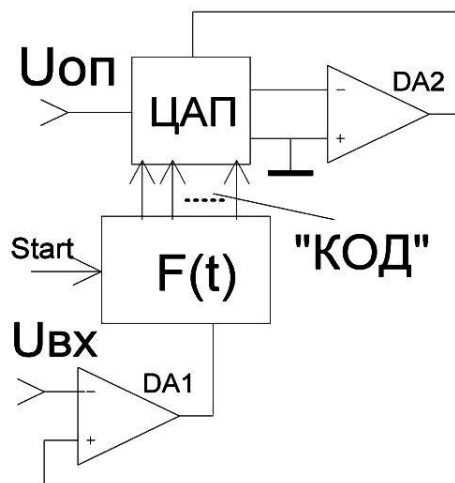 Uоп
ЦАП
DA2
−
+
Start
F(t)
"КОД"
Uвх
DA1
−
+